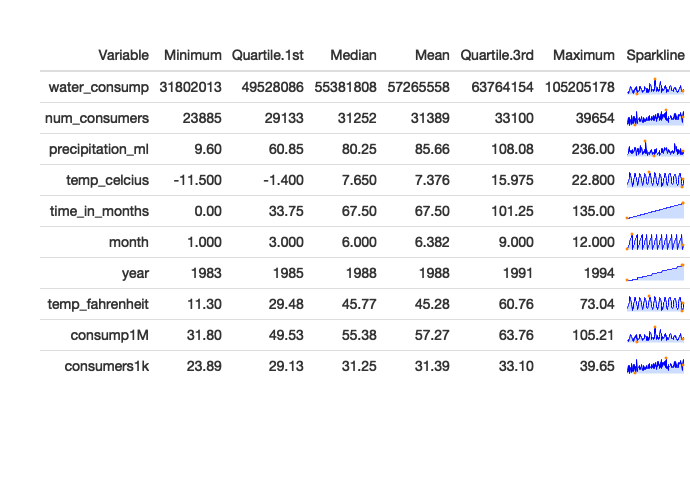 Variable Minimum Quartile.1st Median Mean Quartile.3rd Maximum Sparkline
water_consump 31802013 49528086 55381808 57265558 63764154 105205178
num_consumers 23885 29133 31252 31389 33100 39654
precipitation_ml 9.60 60.85 80.25 85.66 108.08 236.00
temp_celcius -11.500 -1.400 7.650 7.376 15.975 22.800
time_in_months 0.00 33.75 67.50 67.50 101.25 135.00
month 1.000 3.000 6.000 6.382 9.000 12.000
year 1983 1985 1988 1988 1991 1994
temp_fahrenheit 11.30 29.48 45.77 45.28 60.76 73.04
consump1M 31.80 49.53 55.38 57.27 63.76 105.21
consumers1k 23.89 29.13 31.25 31.39 33.10 39.65